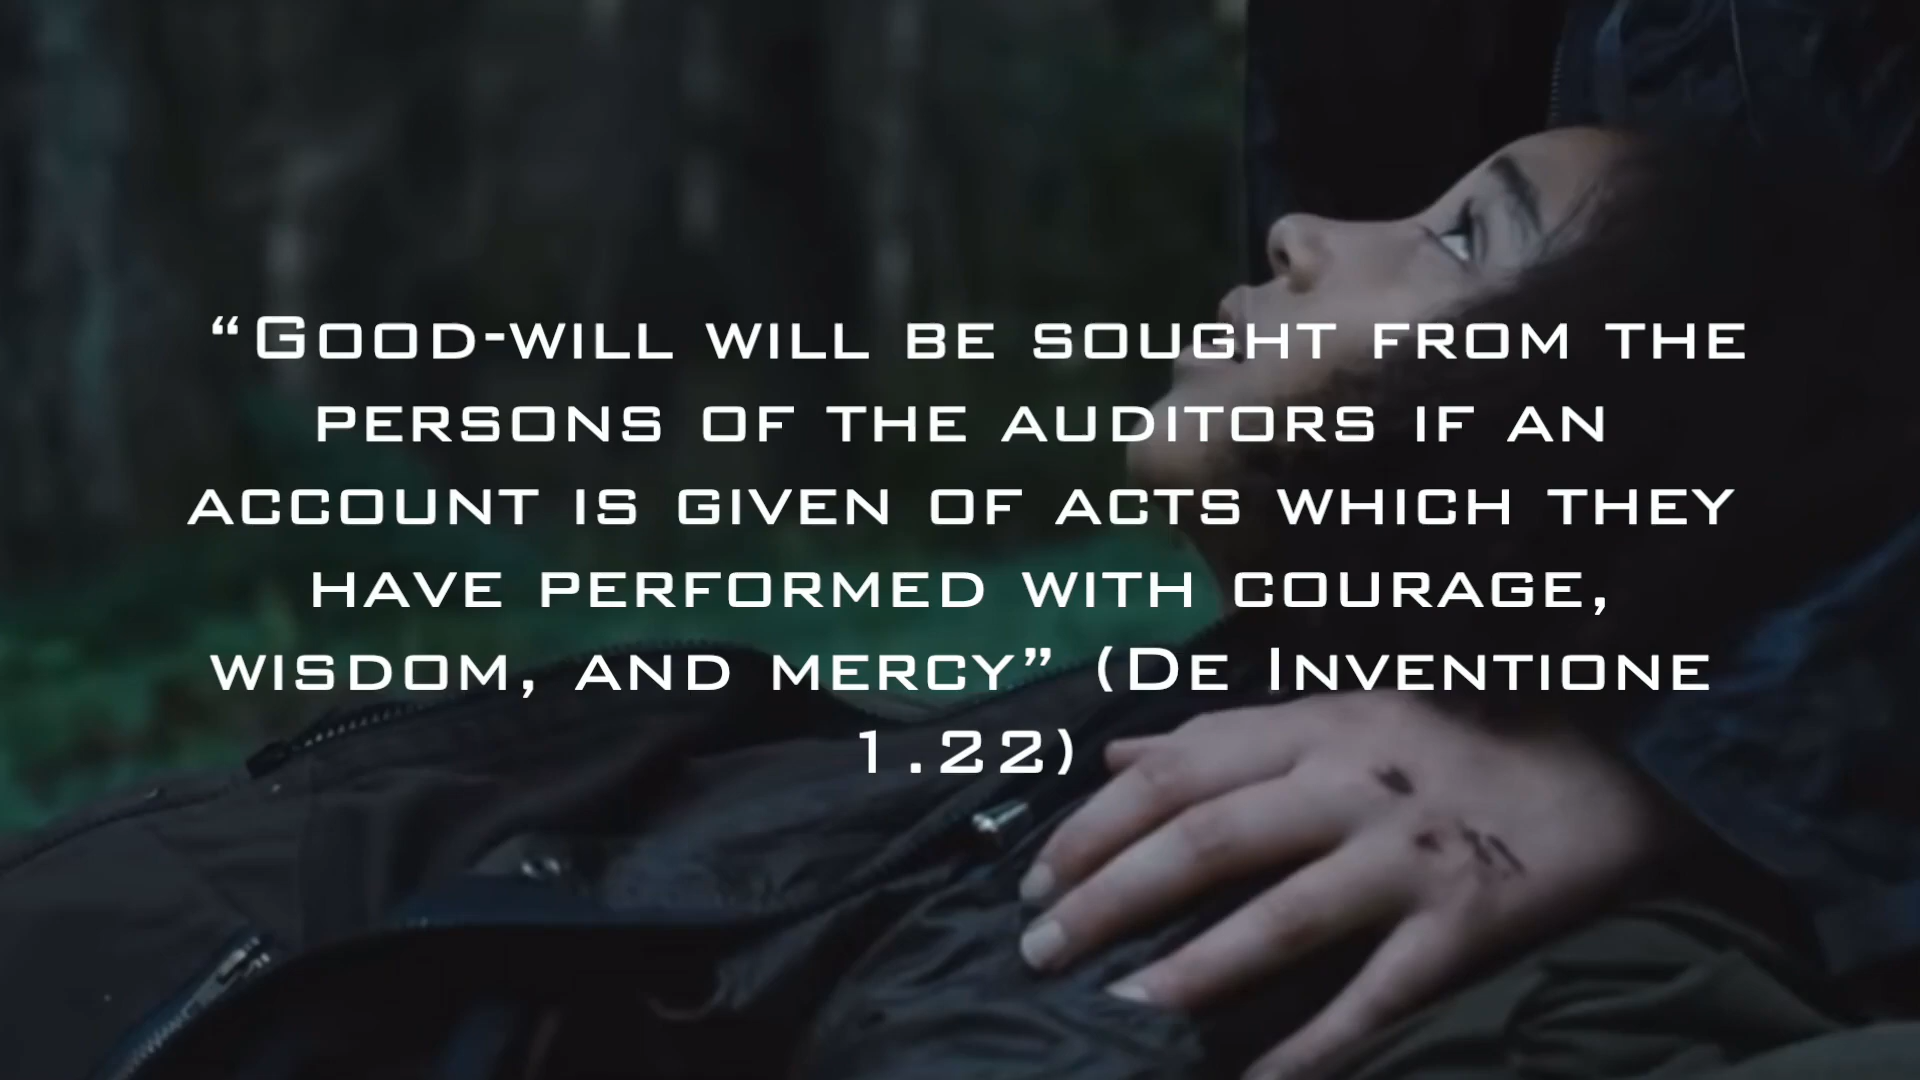 “Good-will will be sought from the
persons of the auditors if an
account is given of acts which they
have performed with courage,
wisdom, and mercy” (De Inventione
1.22)